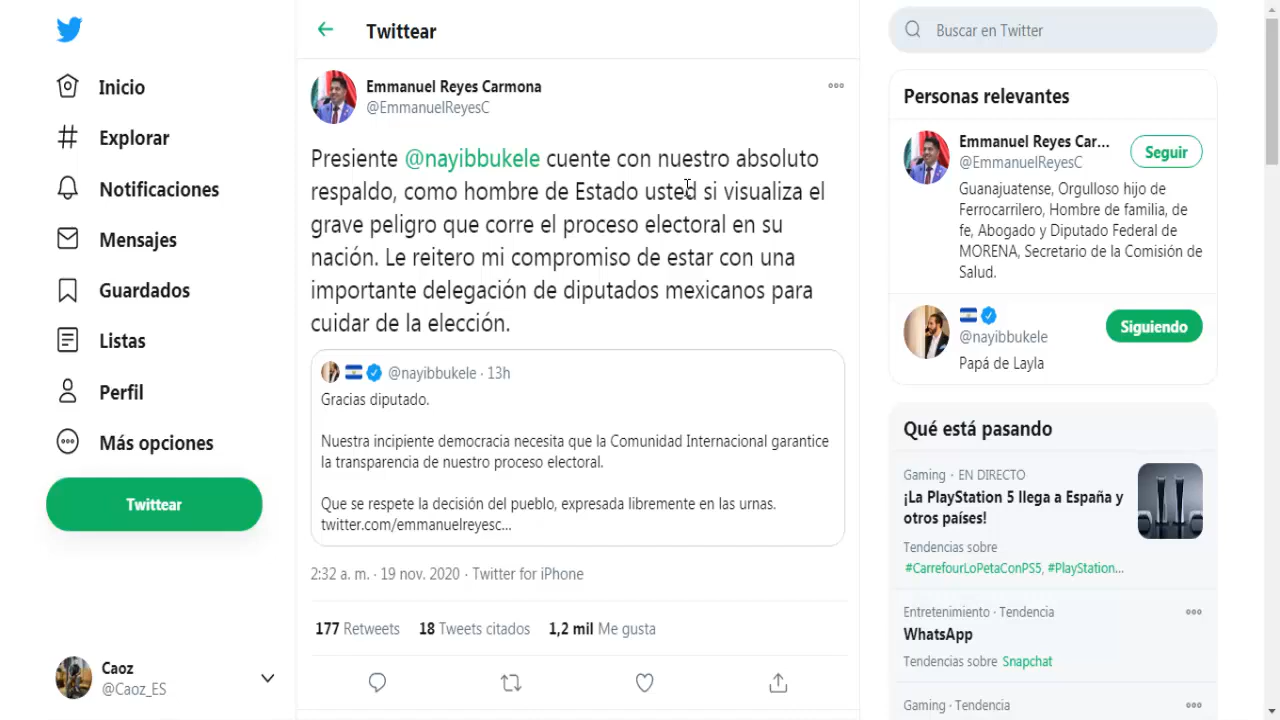 Inicio
Explorar
Notificaciones
Mensajes
Guardados
Listas
Perfil
Más opciones
Twittear
Caoz
@Caoz_ES
Twittear
Emmanuel Reyes Carmona
@EmmanuelReyesC
Presiente @nayibbukele cuente con nuestro absoluto
respaldo, como hombre de Estado usted si visualiza el
grave peligro que corre el proceso electoral en su
nación. Le reitero mi compromiso de estar con una
importante delegación de diputados mexicanos para
cuidar de la elección.
@nayibbukele · 13h
Gracias diputado.
Nuestra incipiente democracia necesita que la Comunidad Internacional garantice
la transparencia de nuestro proceso electoral.
Que se respete la decisión del pueblo, expresada libremente en las urnas.
twitter.com/emmanuelreyesc...
2:32 a. m. · 19 nov. 2020 · Twitter for iPhone
177 Retweets 18 Tweets citados 1,2 mil Me gusta
Buscar en Twitter
Personas relevantes
Emmanuel Reyes Car...
@EmmanuelReyesC
Seguir
Guanajuatense, Orgulloso hijo de
Ferrocarrilero, Hombre de familia, de
fe, Abogado y Diputado Federal de
MORENA, Secretario de la Comisión de
Salud.
@nayibbukele
Siguiendo
Papá de Layla
Qué está pasando
Gaming · EN DIRECTO
¡La PlayStation 5 llega a España y
otros países!
Tendencias sobre
#CarrefourLoPetaConPS5, #PlayStation...
Entretenimiento · Tendencia
WhatsApp
Tendencias sobre Snapchat
Gaming · Tendencia